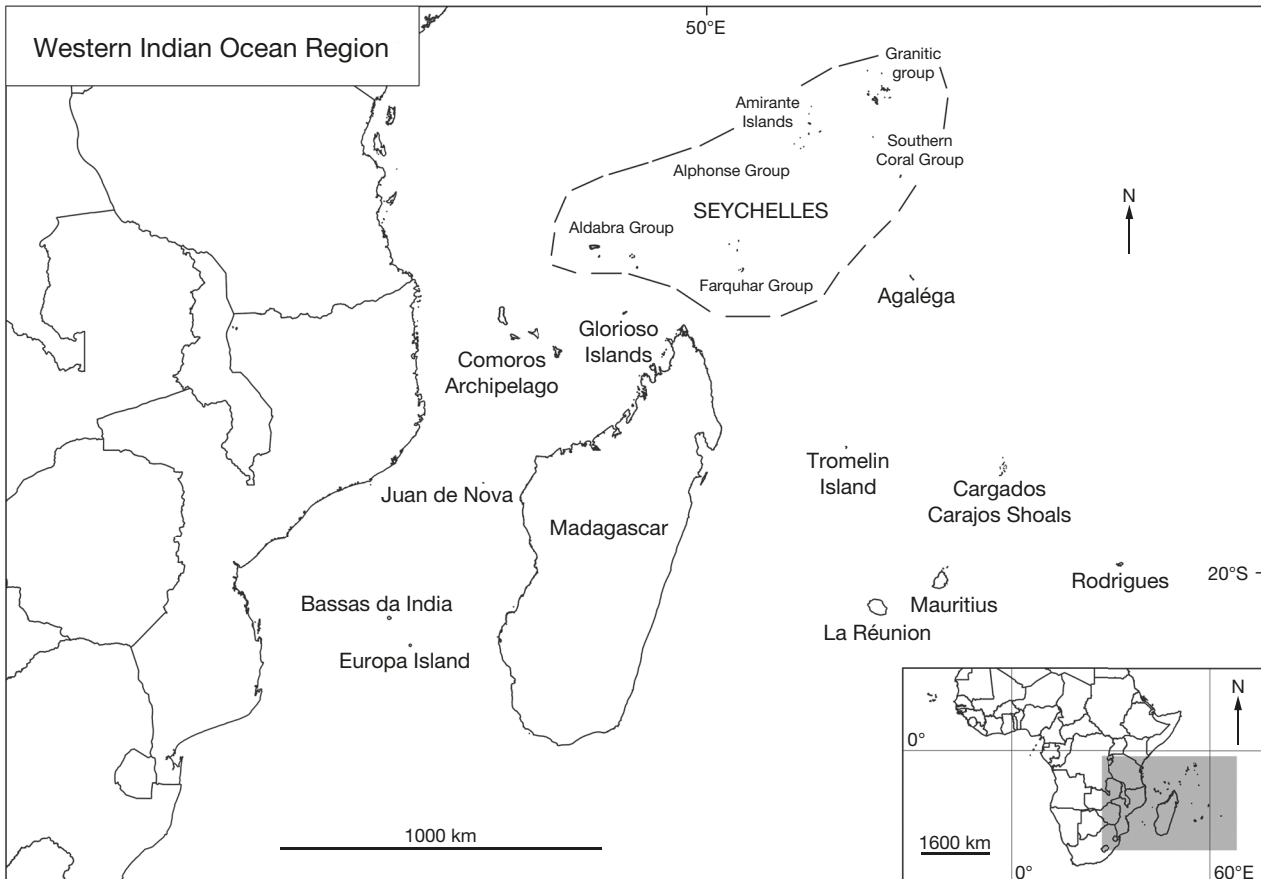 Western Indian Ocean Region
50°E
Granitic
group
Amirante
Islands
Southern
Coral Group
Alphonse Group
SEYCHELLES
N
Aldabra Group
Farquhar Group
Agaléga
Glorioso
Islands
Comoros
Archipelago
Tromelin
Island
Cargados
Carajos Shoals
Juan de Nova
Madagascar
20°S
Rodrigues
Mauritius
La Réunion
Bassas da India
Europa Island
1000 km
N
0°
1600 km
0°
60°E